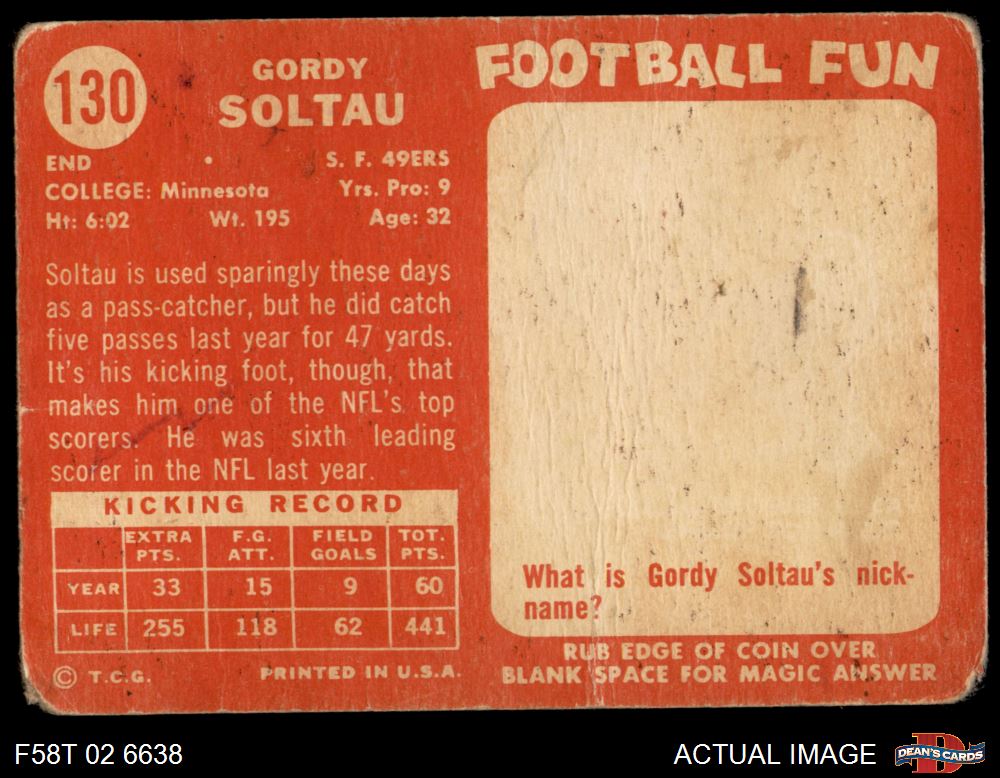 130
GORDY
SOLTAU
END • S. F. 49ERS
COLLEGE: Minnesota Yrs. Pro: 9
Ht: 6:02 Wt. 195 Age: 32
Soltau is used sparingly these days
as a pass-catcher, but he did catch
five passes last year for 47 yards.
It's his kicking foot, though, that
makes him one of the NFL's top
scorers. He was sixth leading
scorer in the NFL last year.
KICKING RECORD
EXTRA PTS. F.G. ATT. FIELD GOALS TOT. PTS.
YEAR 33 15 9 60
LIFE 255 118 62 441
© T.C.G. PRINTED IN U.S.A.
FOOTBALL FUN
What is Gordy Soltau's nick-
name?
RUB EDGE OF COIN OVER
BLANK SPACE FOR MAGIC ANSWER
F58T 02 6638 ACTUAL IMAGE
DEAN'S CARDS